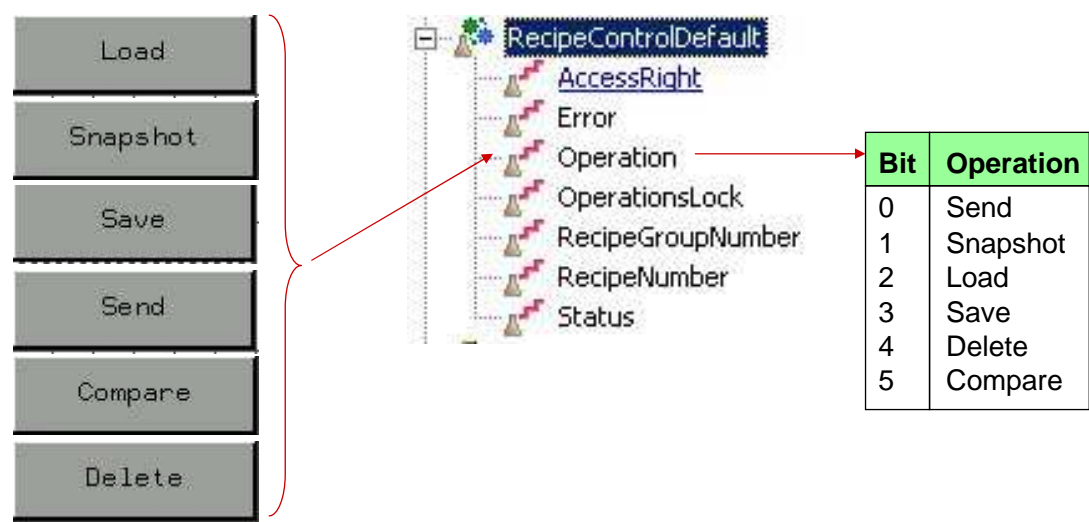 Load
Snapshot
Save
Send
Compare
Delete
RecipeControlDefault
AccessRight
Error
Operation
OperationsLock
RecipeGroupNumber
RecipeNumber
Status
Bit Operation
0 Send
1 Snapshot
2 Load
3 Save
4 Delete
5 Compare